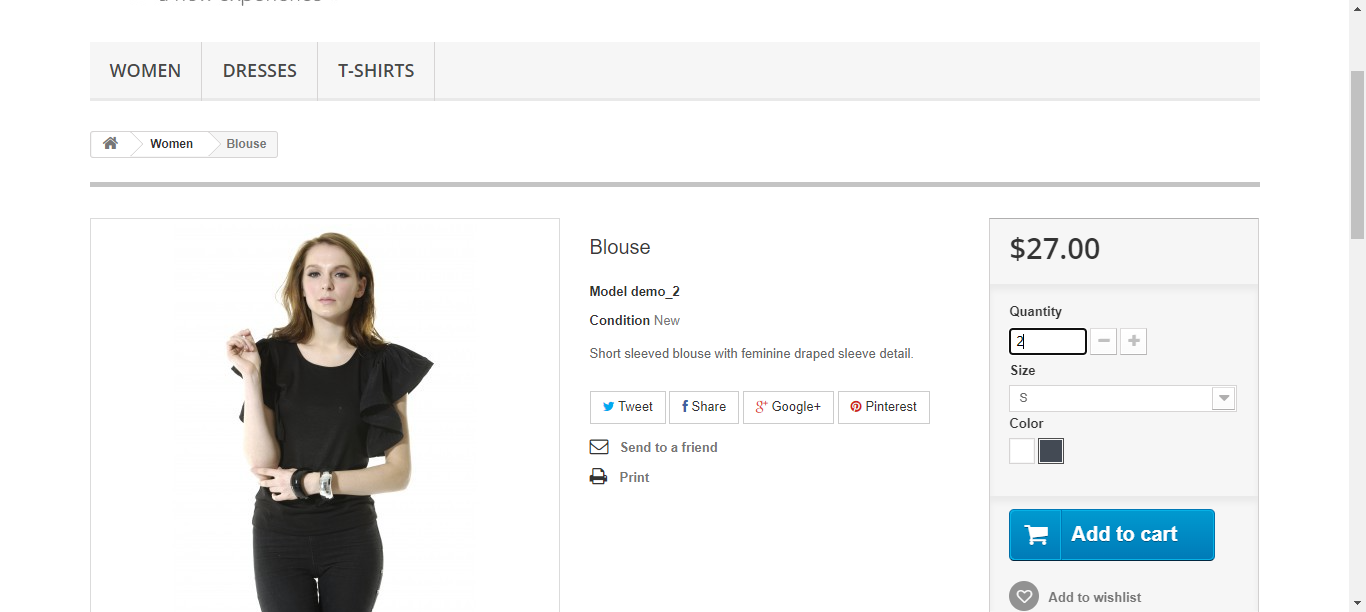 a new experience
WOMEN DRESSES T-SHIRTS
Women Blouse
Blouse
Model demo_2
Condition New
Short sleeved blouse with feminine draped sleeve detail.
Tweet Share Google+ Pinterest
Send to a friend
Print
$27.00
Quantity
2
Size
S
Color
Add to cart
Add to wishlist